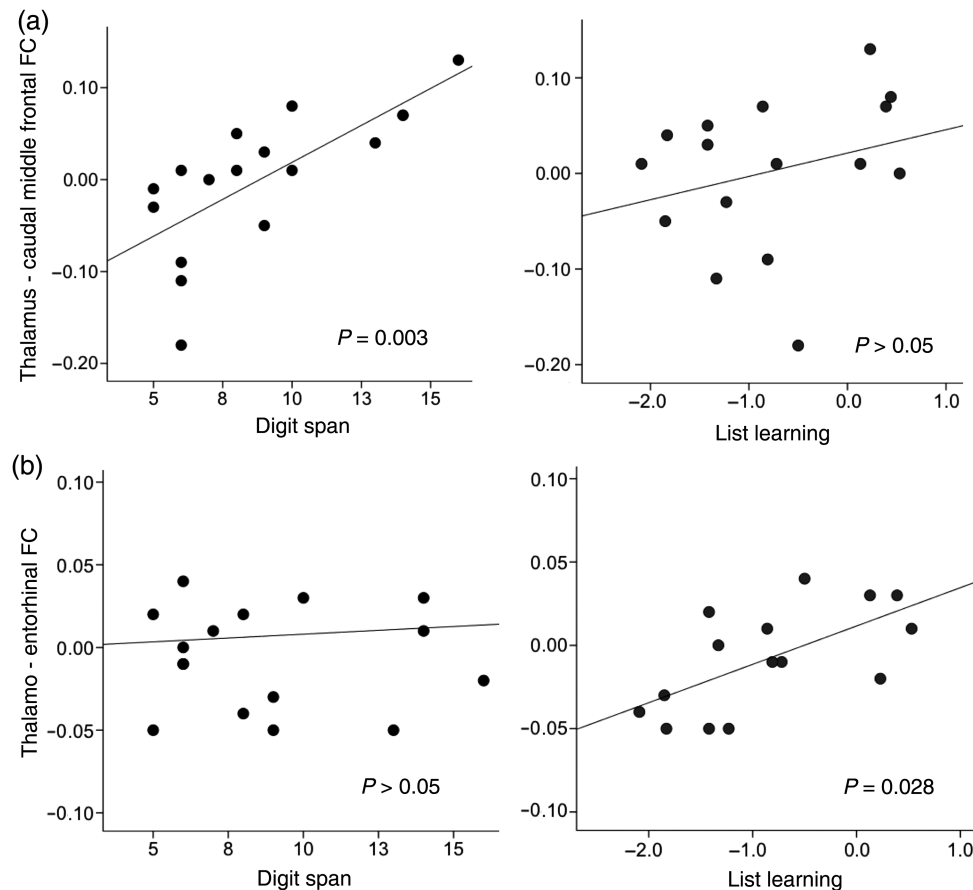 (a)
Thalamus - caudal middle frontal FC
0.10
0.00
−0.10
−0.20
P = 0.003
5 8 10 13 15
Digit span
0.10
0.00
−0.10
−0.20
P > 0.05
−2.0 −1.0 0.0 1.0
List learning
(b)
Thalamo - entorhinal FC
0.10
0.05
0.00
−0.05
−0.10
P > 0.05
5 8 10 13 15
Digit span
0.10
0.05
0.00
−0.05
−0.10
P = 0.028
−2.0 −1.0 0.0 1.0
List learning